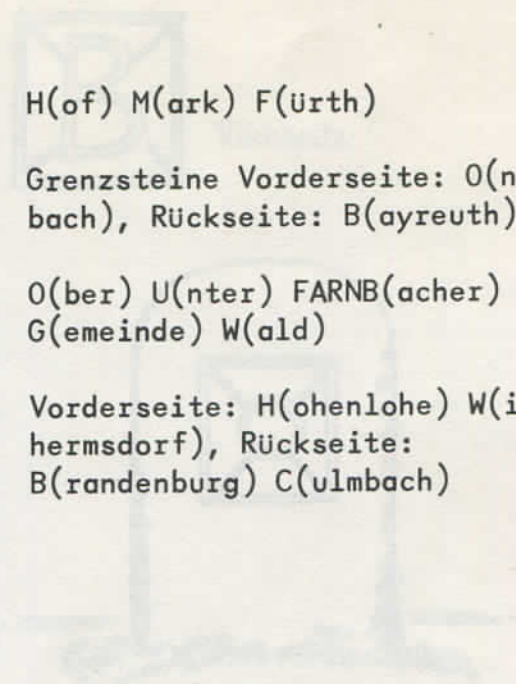 H(of) M(ark) F(ürth)
Grenzsteine Vorderseite: O(n
bach), Rückseite: B(ayreuth)
O(ber) U(nter) FARNB(acher)
G(emeinde) W(ald)
Vorderseite: H(ohenlohe) W(i
hermsdorf), Rückseite:
B(randenburg) C(ulmbach)